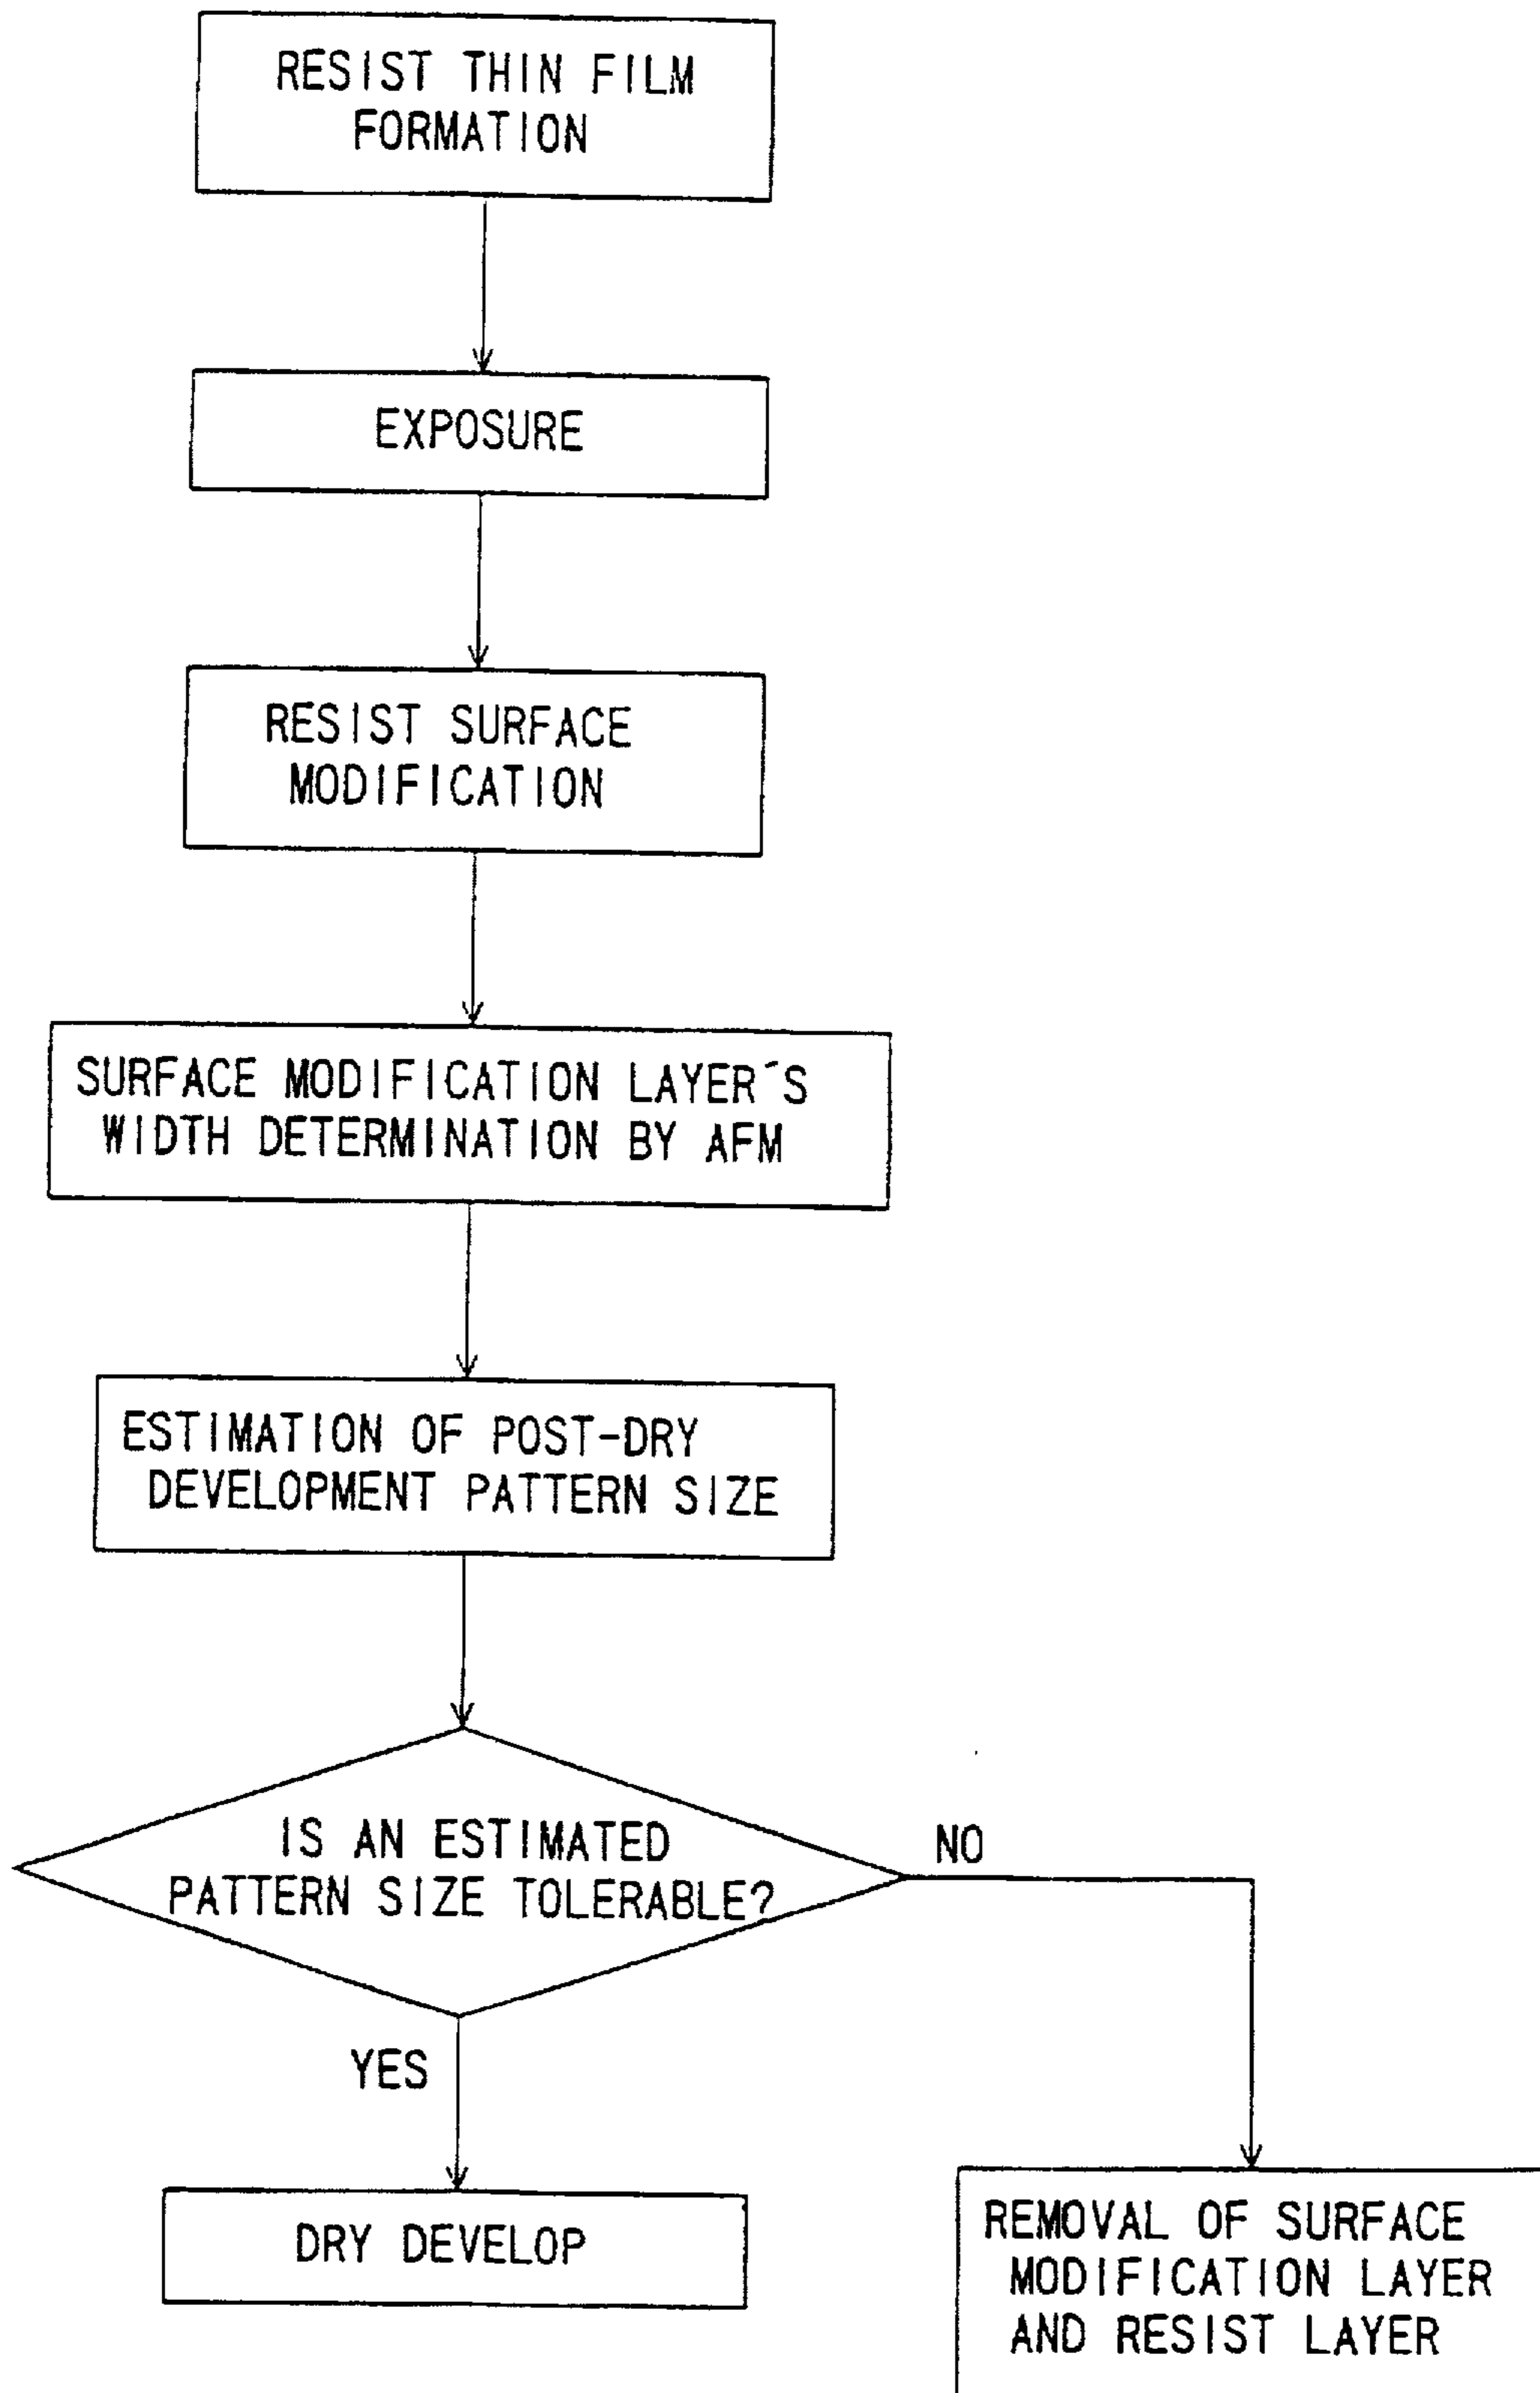 RESIST THIN FILM
FORMATION
EXPOSURE
RESIST SURFACE
MODIFICATION
SURFACE MODIFICATION LAYER'S
WIDTH DETERMINATION BY AFM
ESTIMATION OF POST-DRY
DEVELOPMENT PATTERN SIZE
IS AN ESTIMATED
PATTERN SIZE TOLERABLE?
NO
YES
DRY DEVELOP
REMOVAL OF SURFACE
MODIFICATION LAYER
AND RESIST LAYER